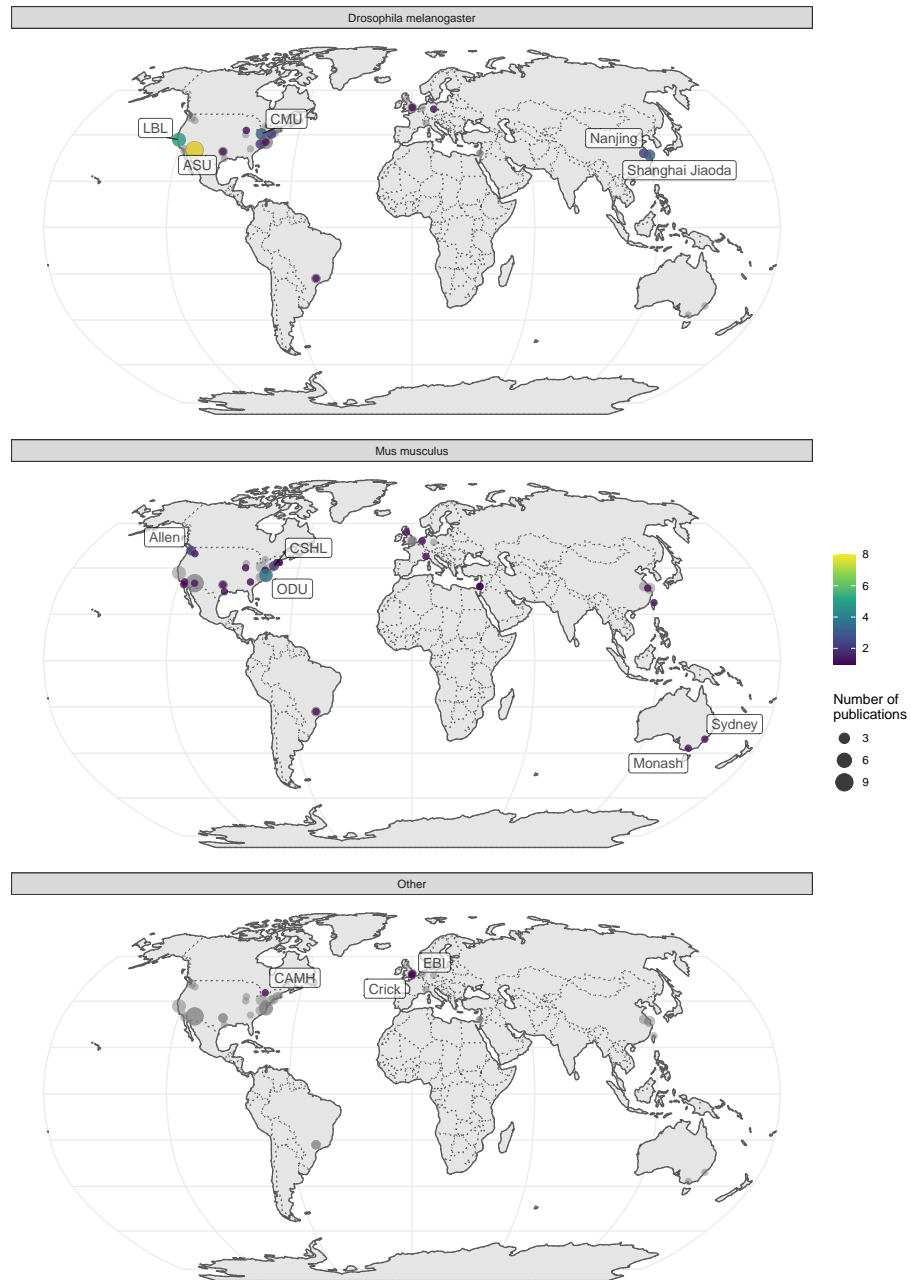 Drosophila melanogaster
CMU
LBL
Nanjing
ASU
Shanghai Jiaoda
Mus musculus
Allen
CSHL
ODU
Sydney
Monash
8
6
4
2
Number of
publications
3
6
9
Other
EBI
CAMH
Crick